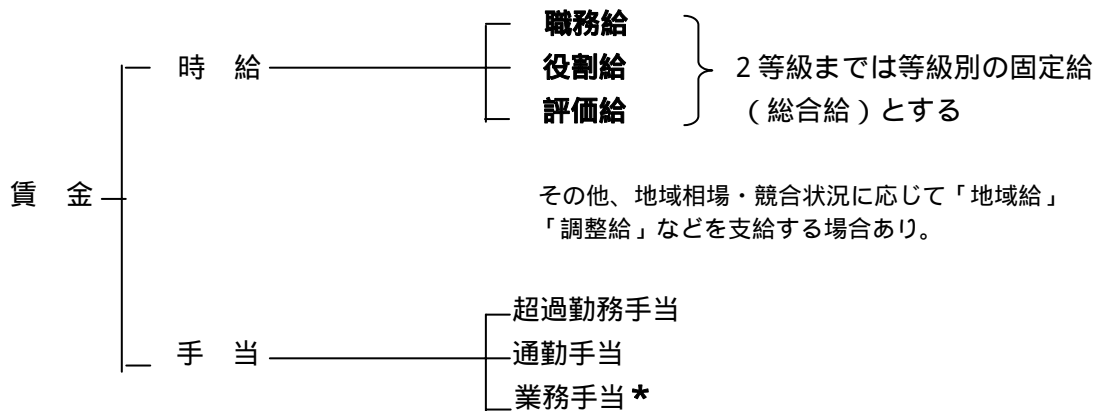 職務給
時　給
役割給
2等級までは等級別の固定給
評価給
（総合給）とする
賃　金
その他、地域相場・競合状況に応じて「地域給」
「調整給」などを支給する場合あり。
超過勤務手当
手　当
通勤手当
業務手当*